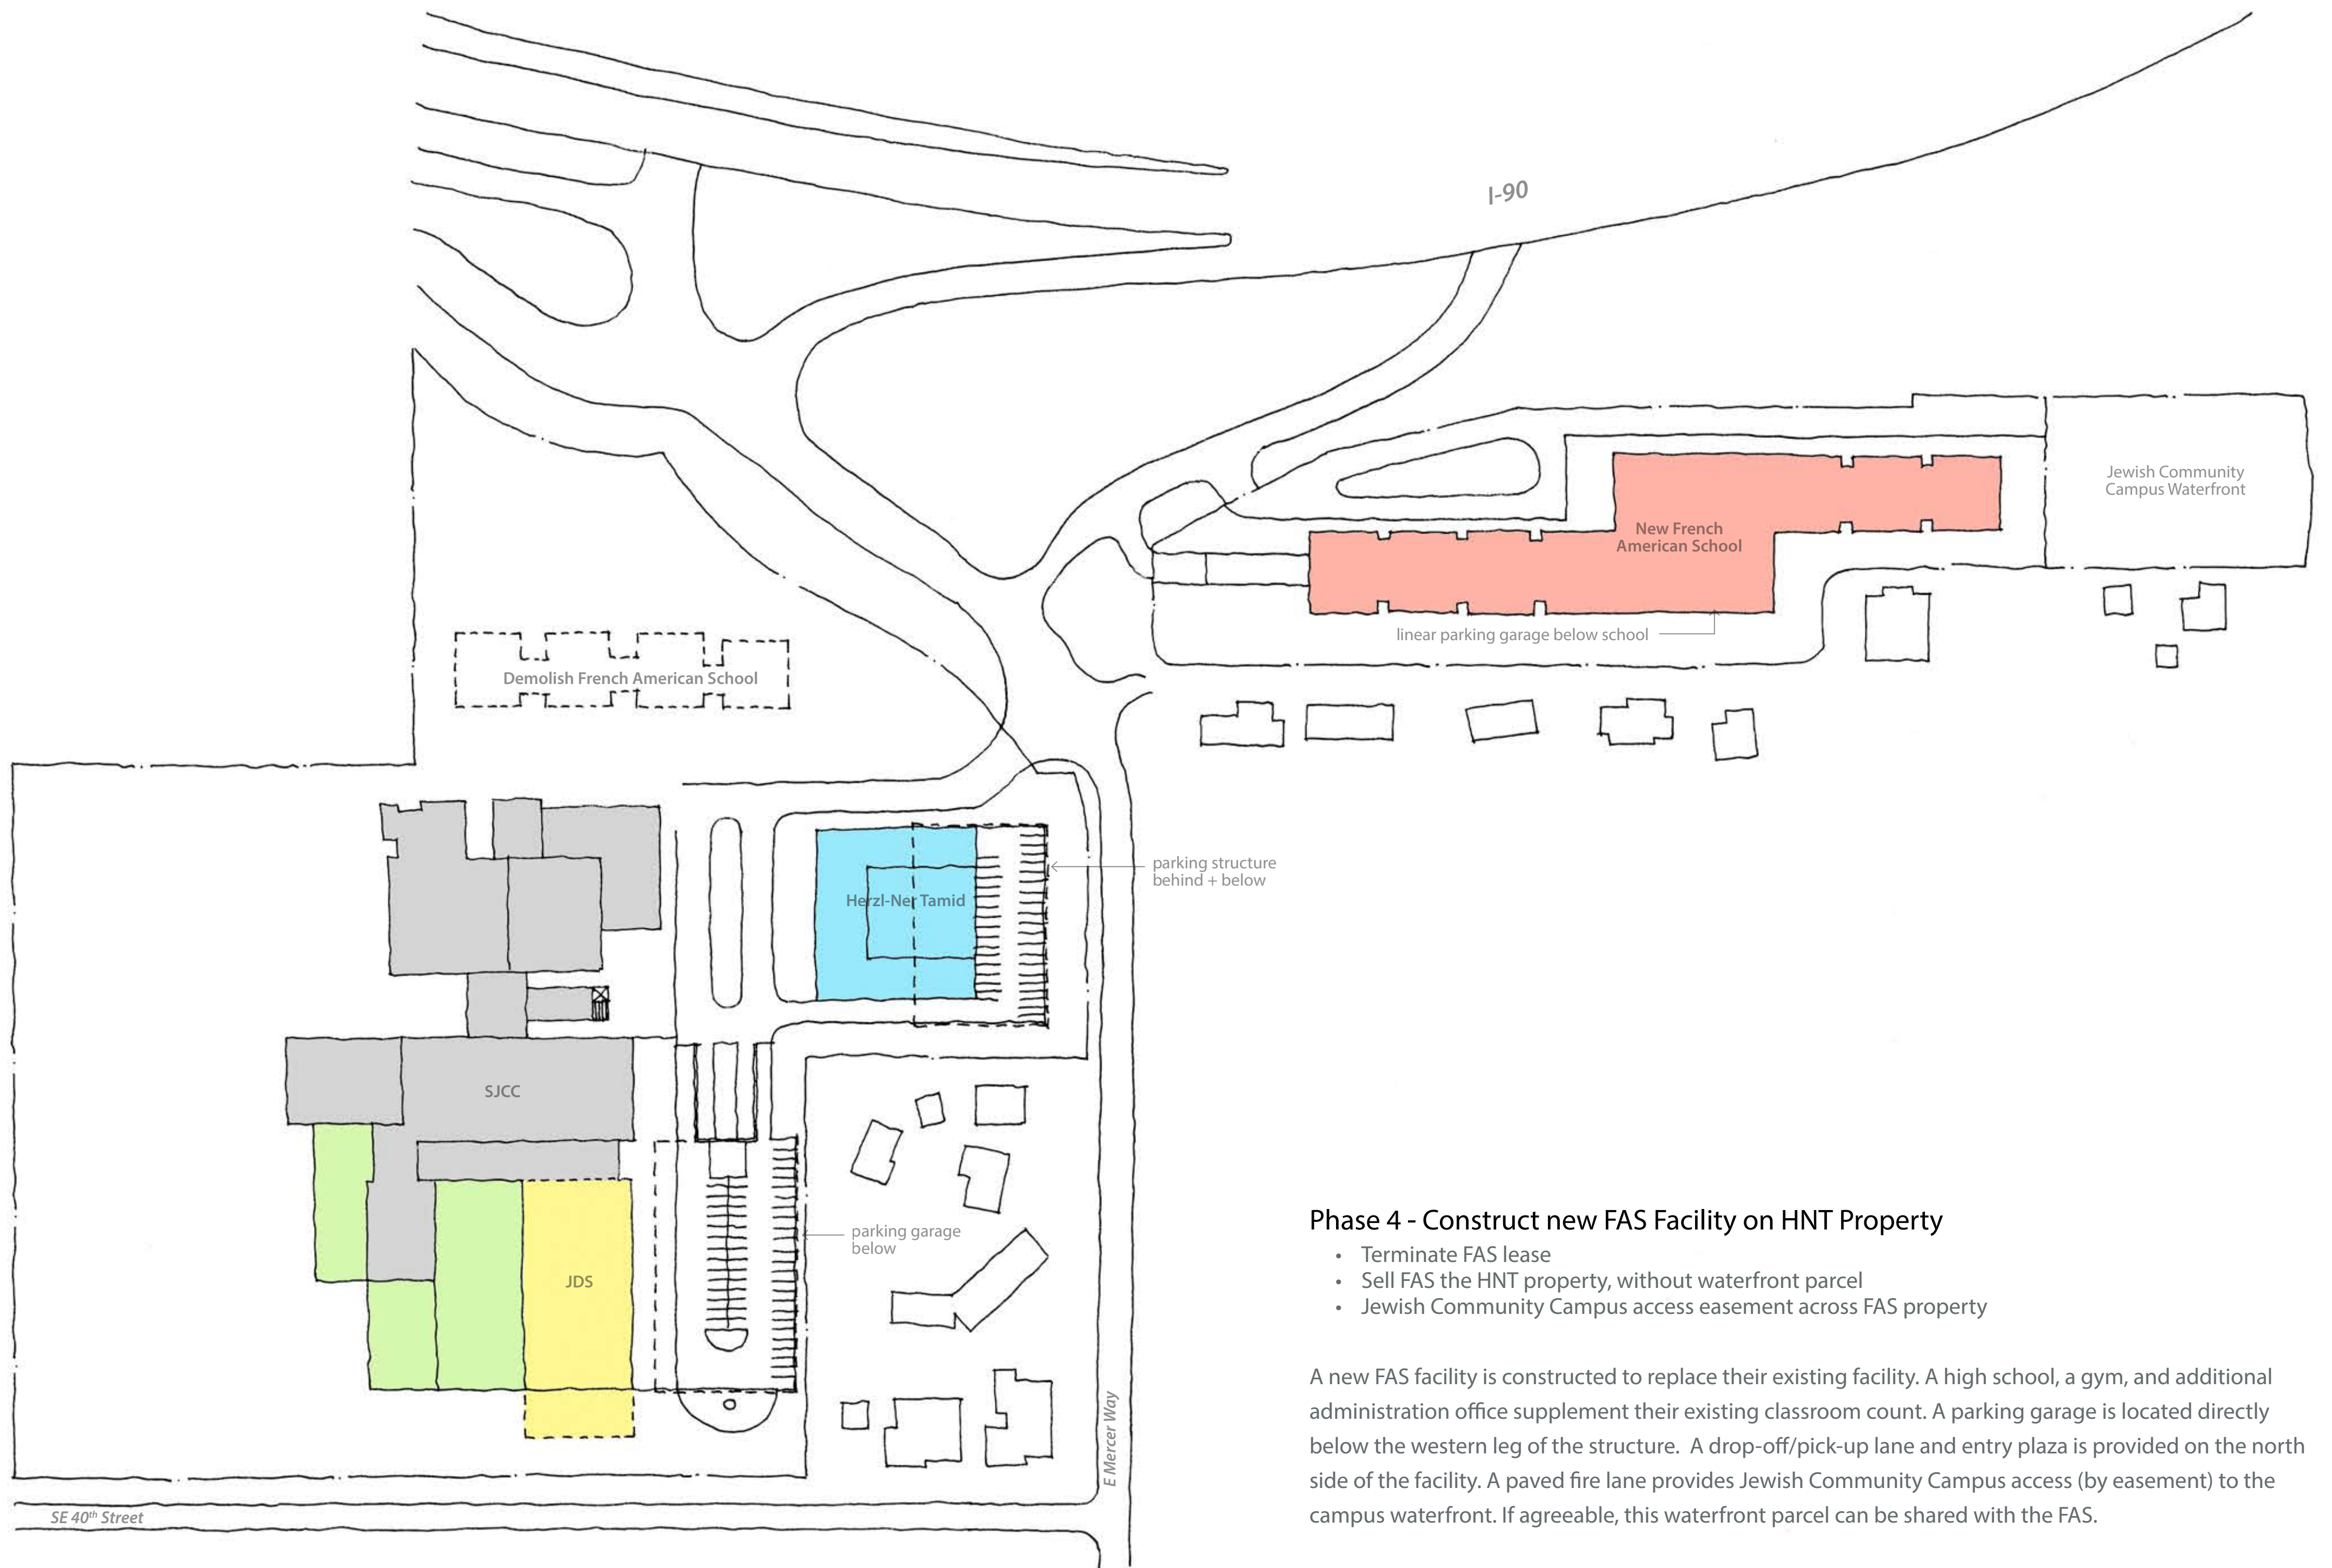 I-90
Jewish Community
Campus Waterfront
New French
American School
linear parking garage below school
Demolish French American School
parking structure
behind + below
Herzl-Ner Tamid
SJCC
parking garage
below
JDS
E Mercer Way
SE 40th Street
Phase 4 - Construct new FAS Facility on HNT Property
• Terminate FAS lease
• Sell FAS the HNT property, without waterfront parcel
• Jewish Community Campus access easement across FAS property
A new FAS facility is constructed to replace their existing facility. A high school, a gym, and additional
administration office supplement their existing classroom count. A parking garage is located directly
below the western leg of the structure.  A drop-off/pick-up lane and entry plaza is provided on the north
side of the facility. A paved fire lane provides Jewish Community Campus access (by easement) to the
campus waterfront. If agreeable, this waterfront parcel can be shared with the FAS.